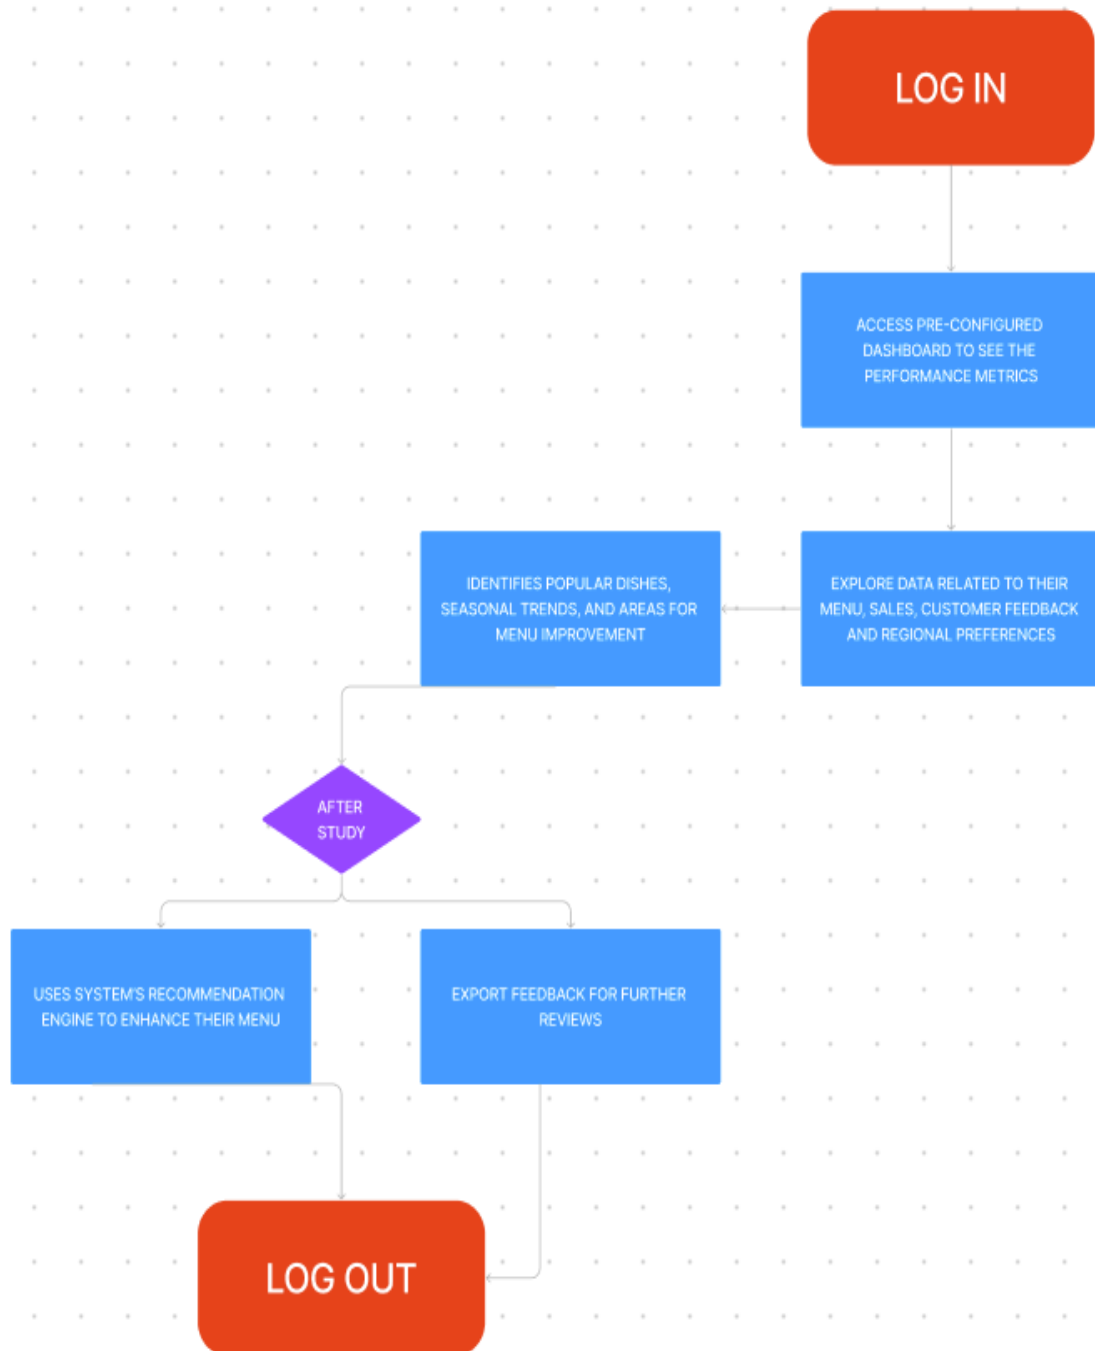 LOG IN
ACCESS PRE-CONFIGURED
DASHBOARD TO SEE THE
PERFORMANCE METRICS
EXPLORE DATA RELATED TO THEIR
MENU, SALES, CUSTOMER FEEDBACK
AND REGIONAL PREFERENCES
IDENTIFIES POPULAR DISHES,
SEASONAL TRENDS, AND AREAS FOR
MENU IMPROVEMENT
AFTER
STUDY
USES SYSTEM'S RECOMMENDATION
ENGINE TO ENHANCE THEIR MENU
EXPORT FEEDBACK FOR FURTHER
REVIEWS
LOG OUT